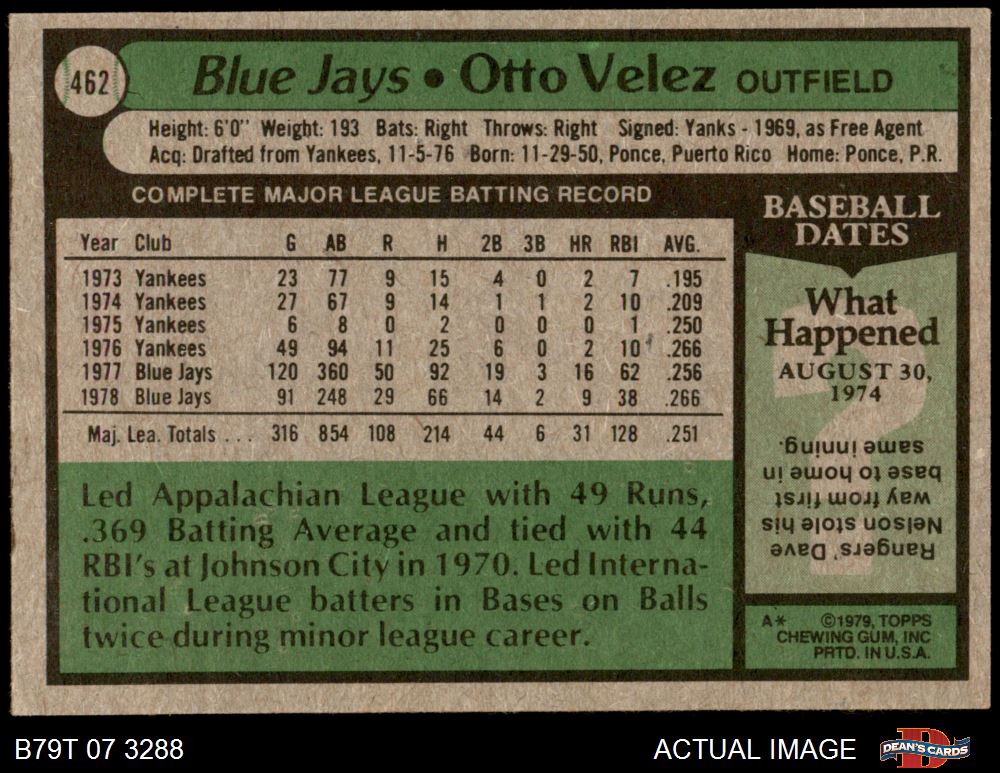 462
Blue Jays • Otto Velez OUTFIELD
Height: 6'0" Weight: 193 Bats: Right Throws: Right Signed: Yanks - 1969, as Free Agent
Acq: Drafted from Yankees, 11-5-76 Born: 11-29-50, Ponce, Puerto Rico Home: Ponce, P.R.
COMPLETE MAJOR LEAGUE BATTING RECORD
Year Club G AB R H 2B 3B HR RBI AVG.
1973 Yankees 23 77 9 15 4 0 2 7 .195
1974 Yankees 27 67 9 14 1 1 2 10 .209
1975 Yankees 6 8 0 2 0 0 0 1 .250
1976 Yankees 49 94 11 25 6 0 2 10 .266
1977 Blue Jays 120 360 50 92 19 3 16 62 .256
1978 Blue Jays 91 248 29 66 14 2 9 38 .266
Maj. Lea. Totals . . . 316 854 108 214 44 6 31 128 .251
Led Appalachian League with 49 Runs,
.369 Batting Average and tied with 44
RBI's at Johnson City in 1970. Led Interna-
tional League batters in Bases on Balls
twice during minor league career.
BASEBALL
DATES
What
Happened
AUGUST 30,
1974
?
Rangers' Dave
Nelson stole his
way from first
base to home in
same inning.
A* ©1979, TOPPS
CHEWING GUM, INC
PRTD. IN U.S.A.
B79T 07 3288
ACTUAL IMAGE
DEAN'S CARDS